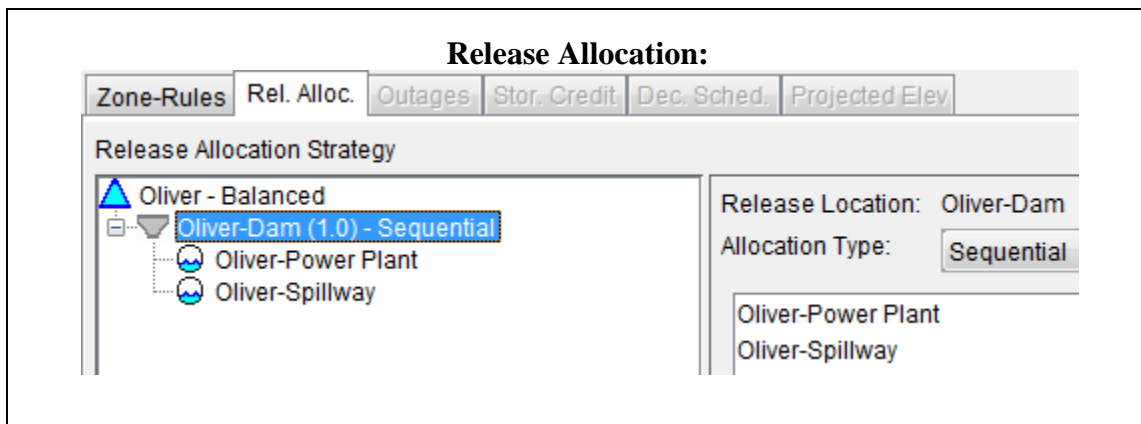 Release Allocation:
Zone-Rules Rel. Alloc. Outages Stor. Credit Dec. Sched. Projected Elev
Release Allocation Strategy
Oliver - Balanced
Oliver-Dam (1.0) - Sequential
Oliver-Power Plant
Oliver-Spillway
Release Location: Oliver-Dam
Allocation Type: Sequential
Oliver-Power Plant
Oliver-Spillway